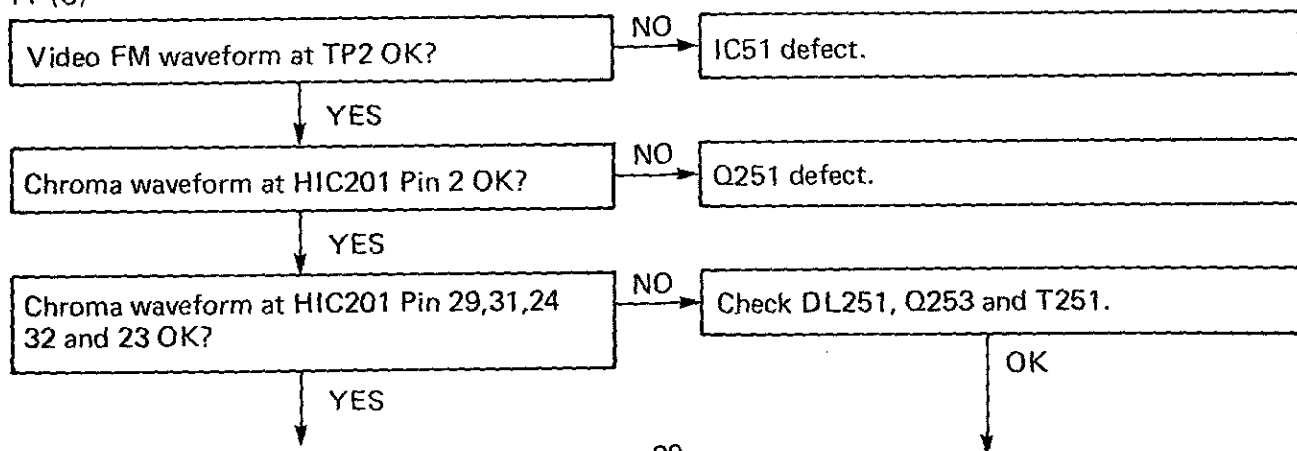 Video FM waveform at TP2 OK?
NO
IC51 defect.
YES
Chroma waveform at HIC201 Pin 2 OK?
NO
Q251 defect.
YES
Chroma waveform at HIC201 Pin 29,31,24
32 and 23 OK?
NO
Check DL251, Q253 and T251.
YES
OK